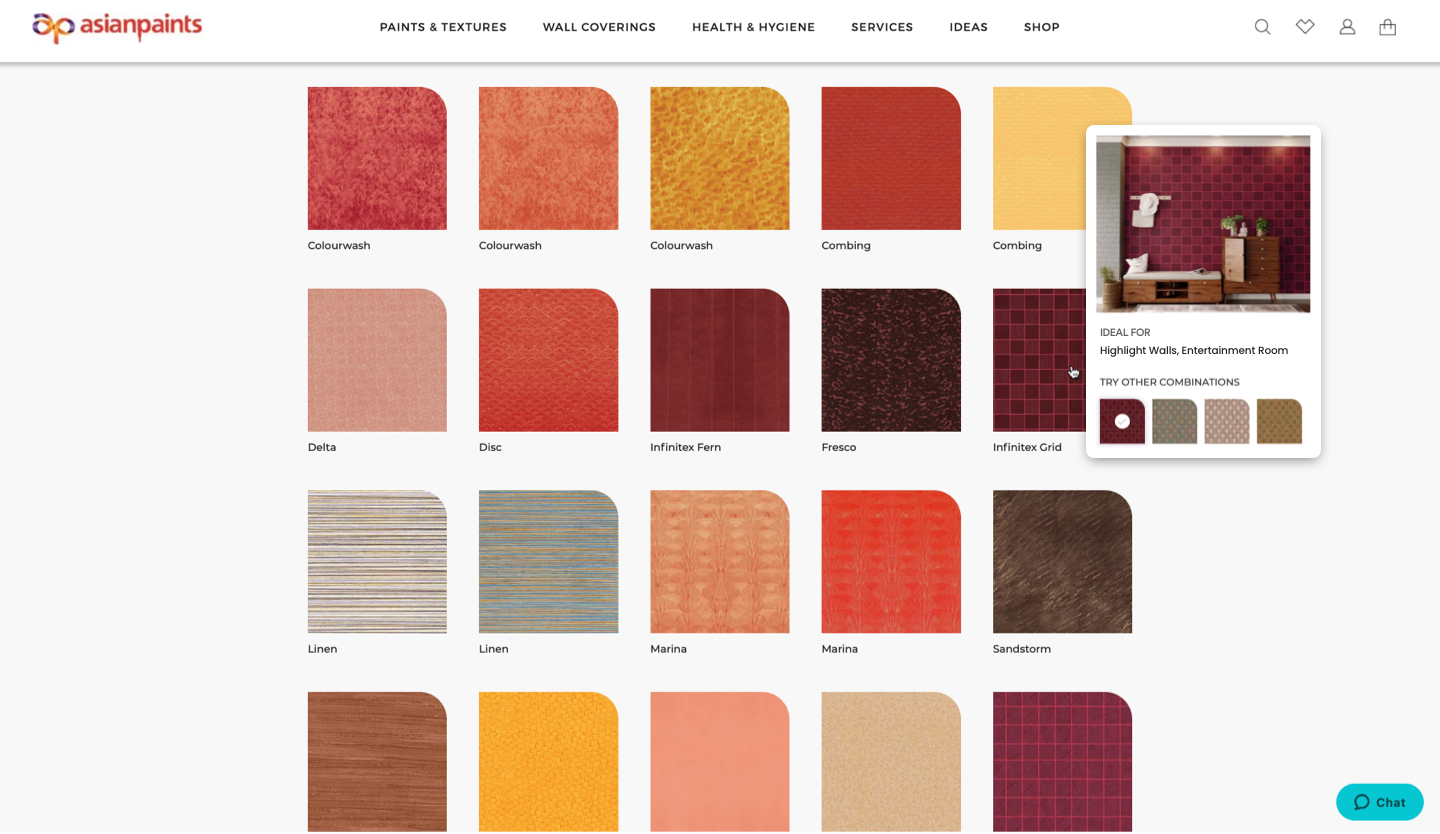 asianpaints
PAINTS & TEXTURES WALL COVERINGS HEALTH & HYGIENE SERVICES IDEAS SHOP
Colourwash Colourwash Colourwash Combing Combing
IDEAL FOR
Highlight Walls, Entertainment Room
TRY OTHER COMBINATIONS
Delta Disc Infinitex Fern Fresco Infinitex Grid
Linen Linen Marina Marina Sandstorm
Chat